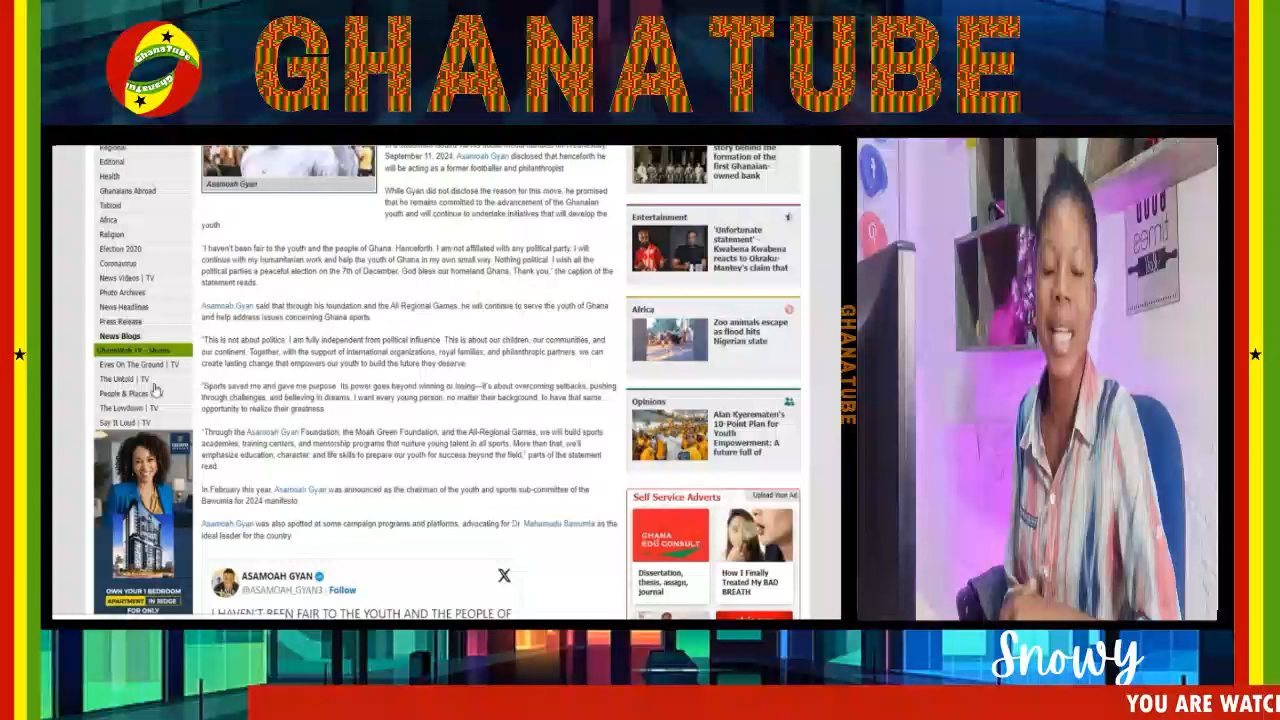 GHANATUBE
GhanaTube
GhanaTube
Regional
Editorial
Health
Ghanaians Abroad
Tabloid
Africa
Religion
Election 2020
Coronavirus
News Videos | TV
Photo Archives
News Headlines
Press Release
News Blogs
GhanaWeb TV - Shows
Eyes On The Ground | TV
The Untold | TV
People & Places
The Lowdown | TV
Say It Loud | TV
OWN YOUR 1 BEDROOM
APARTMENT IN RIDGE
FOR ONLY
Asamoah Gyan
September 11, 2024, Asamoah Gyan disclosed that henceforth he
will be acting as a former footballer and philanthropist
While Gyan did not disclose the reason for this move, he promised
that he remains committed to the advancement of the Ghanaian
youth and will continue to undertake initiatives that will develop the
youth
"I haven't been fair to the youth and the people of Ghana. Henceforth, I am not affiliated with any political party. I will
continue with my humanitarian work and help the youth of Ghana in my own small way. Nothing political. I wish all the
political parties a peaceful election on the 7th of December. God bless our homeland Ghana. Thank you," the caption of the
statement reads.
Asamoah Gyan said that through his foundation and the All Regional Games, he will continue to serve the youth of Ghana
and help address issues concerning Ghana sports.
"This is not about politics; I am fully independent from political influence. This is about our children, our communities, and
our continent. Together, with the support of international organizations, royal families, and philanthropic partners, we can
create lasting change that empowers our youth to build the future they deserve.
"Sports saved me and gave me purpose. Its power goes beyond winning or losing—it's about overcoming setbacks, pushing
through challenges, and believing in dreams. I want every young person, no matter their background, to have that same
opportunity to realize their greatness
"Through the Asamoah Gyan Foundation, the Moah Green Foundation, and the All-Regional Games, we will build sports
academies, training centers, and mentorship programs that nurture young talent in all sports. More than that, we'll
emphasize education, character, and life skills to prepare our youth for success beyond the field," parts of the statement
read.
In February this year, Asamoah Gyan was announced as the chairman of the youth and sports sub-committee of the
Bawumia for 2024 manifesto
Asamoah Gyan was also spotted at some campaign programs and platforms, advocating for Dr. Mahamudu Bawumia as the
ideal leader for the country
ASAMOAH GYAN
@ASAMOAH_GYAN3 · Follow
I HAVEN'T BEEN FAIR TO THE YOUTH AND THE PEOPLE OF
story behind the
formation of the
first Ghanaian-
owned bank
Entertainment
'Unfortunate
statement' -
Kwabena Kwabena
reacts to Okraku-
Mantey's claim that
Africa
Zoo animals escape
as flood hits
Nigerian state
Opinions
Alan Kyerematen's
10-Point Plan for
Youth
Empowerment: A
future full of
Self Service Adverts
Upload Your Ad
GHANA
EDU CONSULT
Dissertation,
thesis, assign,
journal
How I Finally
Treated My BAD
BREATH
GHANATUBE
Snowy
YOU ARE WATC